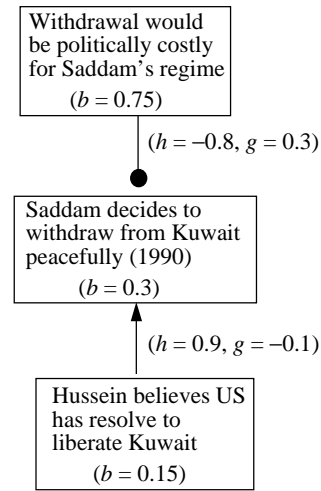 Withdrawal would
be politically costly
for Saddam's regime
(b = 0.75)
(h = −0.8, g = 0.3)
Saddam decides to
withdraw from Kuwait
peacefully (1990)
(b = 0.3)
(h = 0.9, g = −0.1)
Hussein believes US
has resolve to
liberate Kuwait
(b = 0.15)